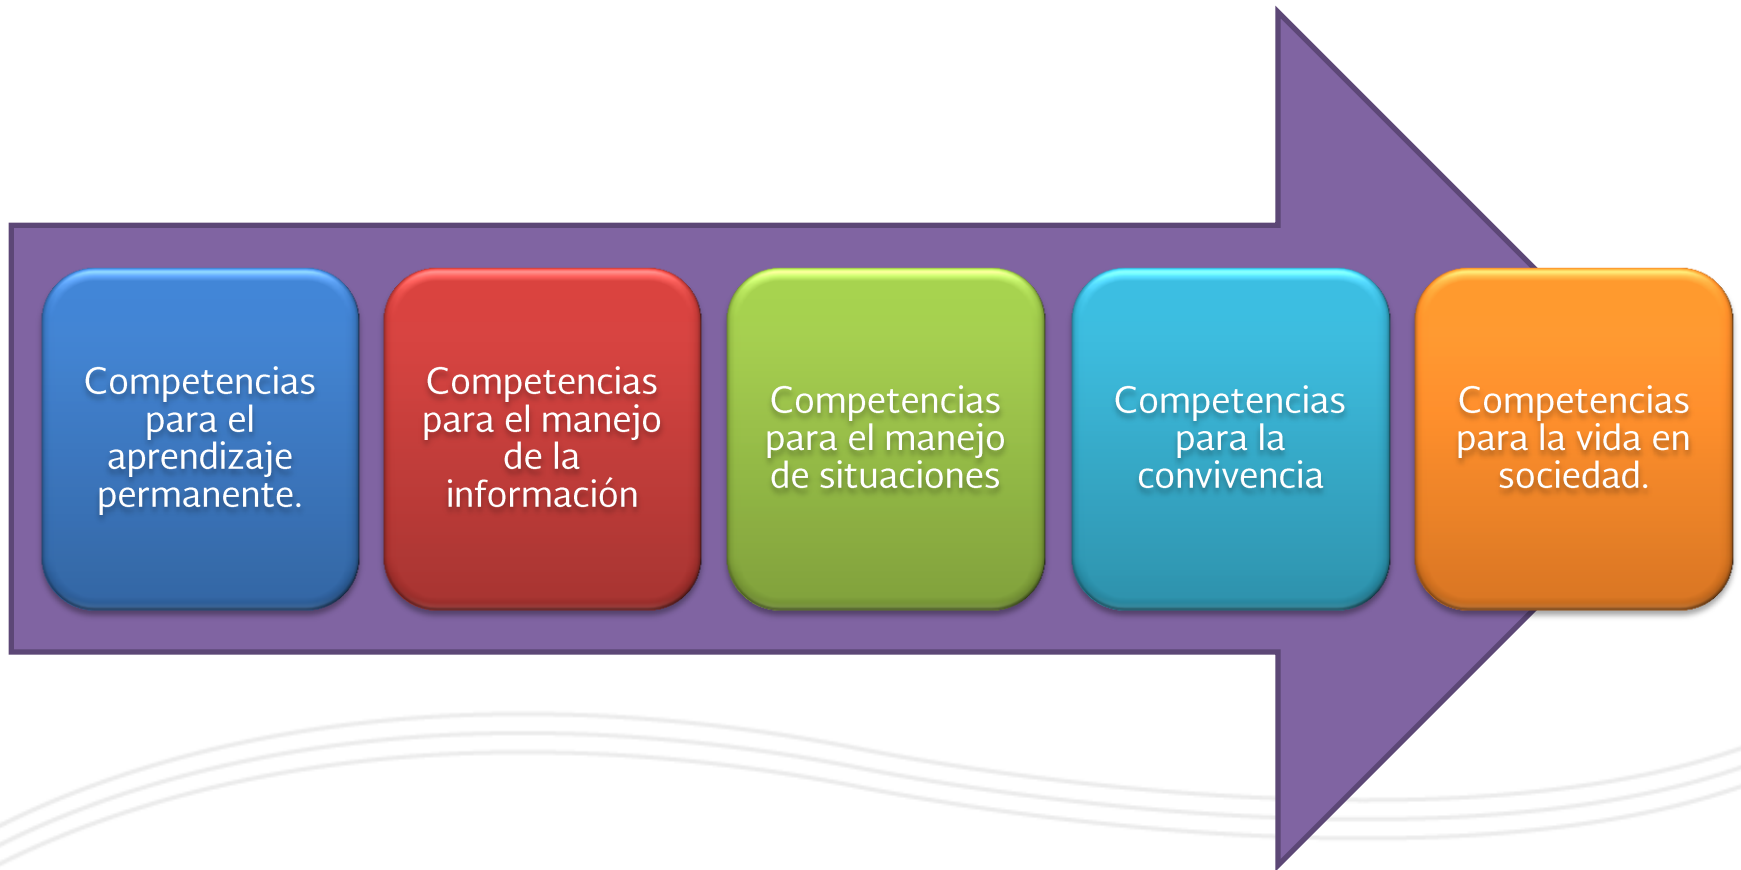 Competencias
para el
aprendizaje
permanente.
Competencias
para el manejo
de la
información
Competencias
para el manejo
de situaciones
Competencias
para la
convivencia
Competencias
para la vida en
sociedad.